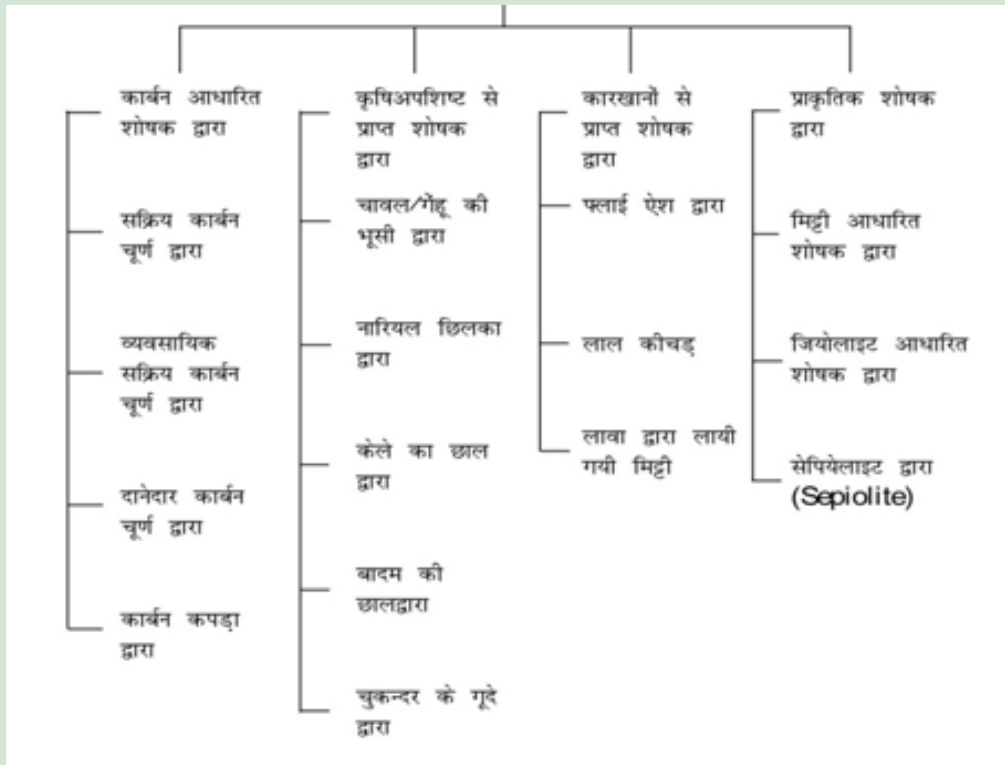 कार्बन आधारित
शोषक द्वारा
सक्रिय कार्बन
चूर्ण द्वारा
व्यवसायिक
सक्रिय कार्बन
चूर्ण द्वारा
दानेदार कार्बन
चूर्ण द्वारा
कार्बन कपड़ा
द्वारा
कृषिअपशिष्ट से
प्राप्त शोषक
द्वारा
चावल/गेंहू की
भूसी द्वारा
नारियल छिलका
द्वारा
केले का छाल
द्वारा
बादम की
छालद्वारा
चुकन्दर के गूदे
द्वारा
कारखानों से
प्राप्त शोषक
द्वारा
फ्लाई ऐश द्वारा
लाल कीचड़
लावा द्वारा लायी
गयी मिट्टी
प्राकृतिक शोषक
द्वारा
मिट्टी आधारित
शोषक द्वारा
जियोलाइट आधारित
शोषक द्वारा
सेपियेलाइट द्वारा
(Sepiolite)